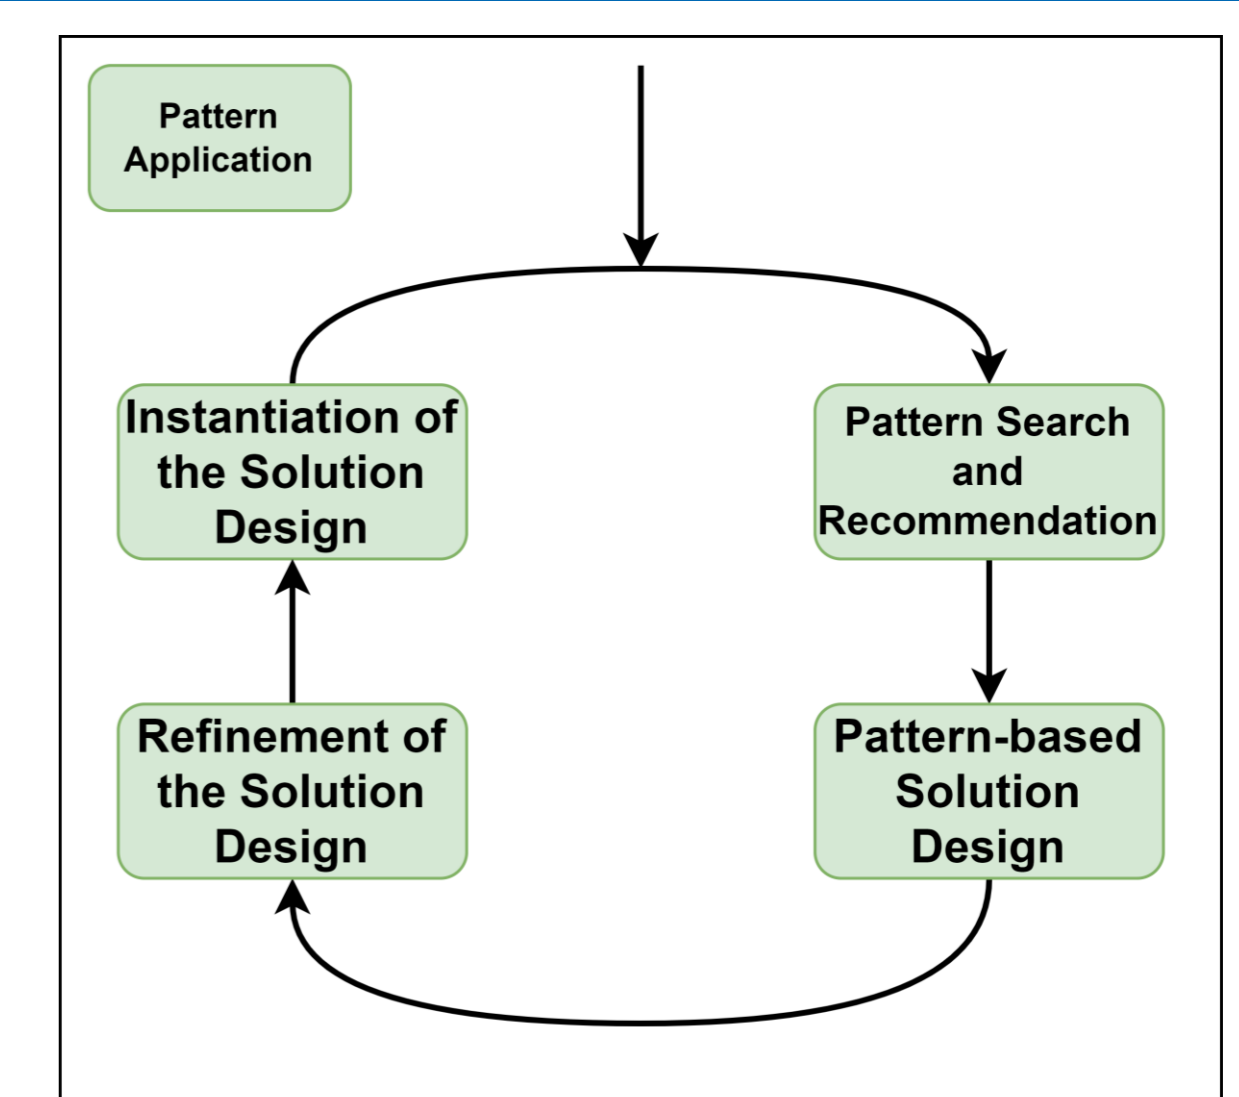 Pattern
Application
Instantiation of
the Solution
Design
Pattern Search
and
Recommendation
Refinement of
the Solution
Design
Pattern-based
Solution
Design